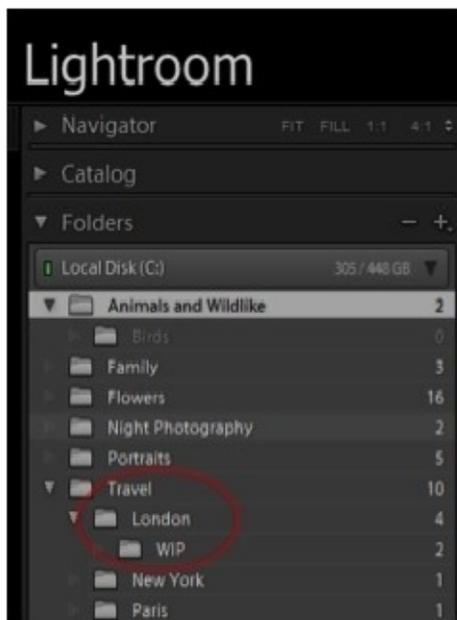 Lightroom
Navigator FIT FILL 1:1 4:1
Catalog
Folders
Local Disk (C:) 305 / 448 GB
Animals and Wildlike 2
Birds 0
Family 3
Flowers 16
Night Photography 2
Portraits 5
Travel 10
London 4
WIP 2
New York 1
Paris 1